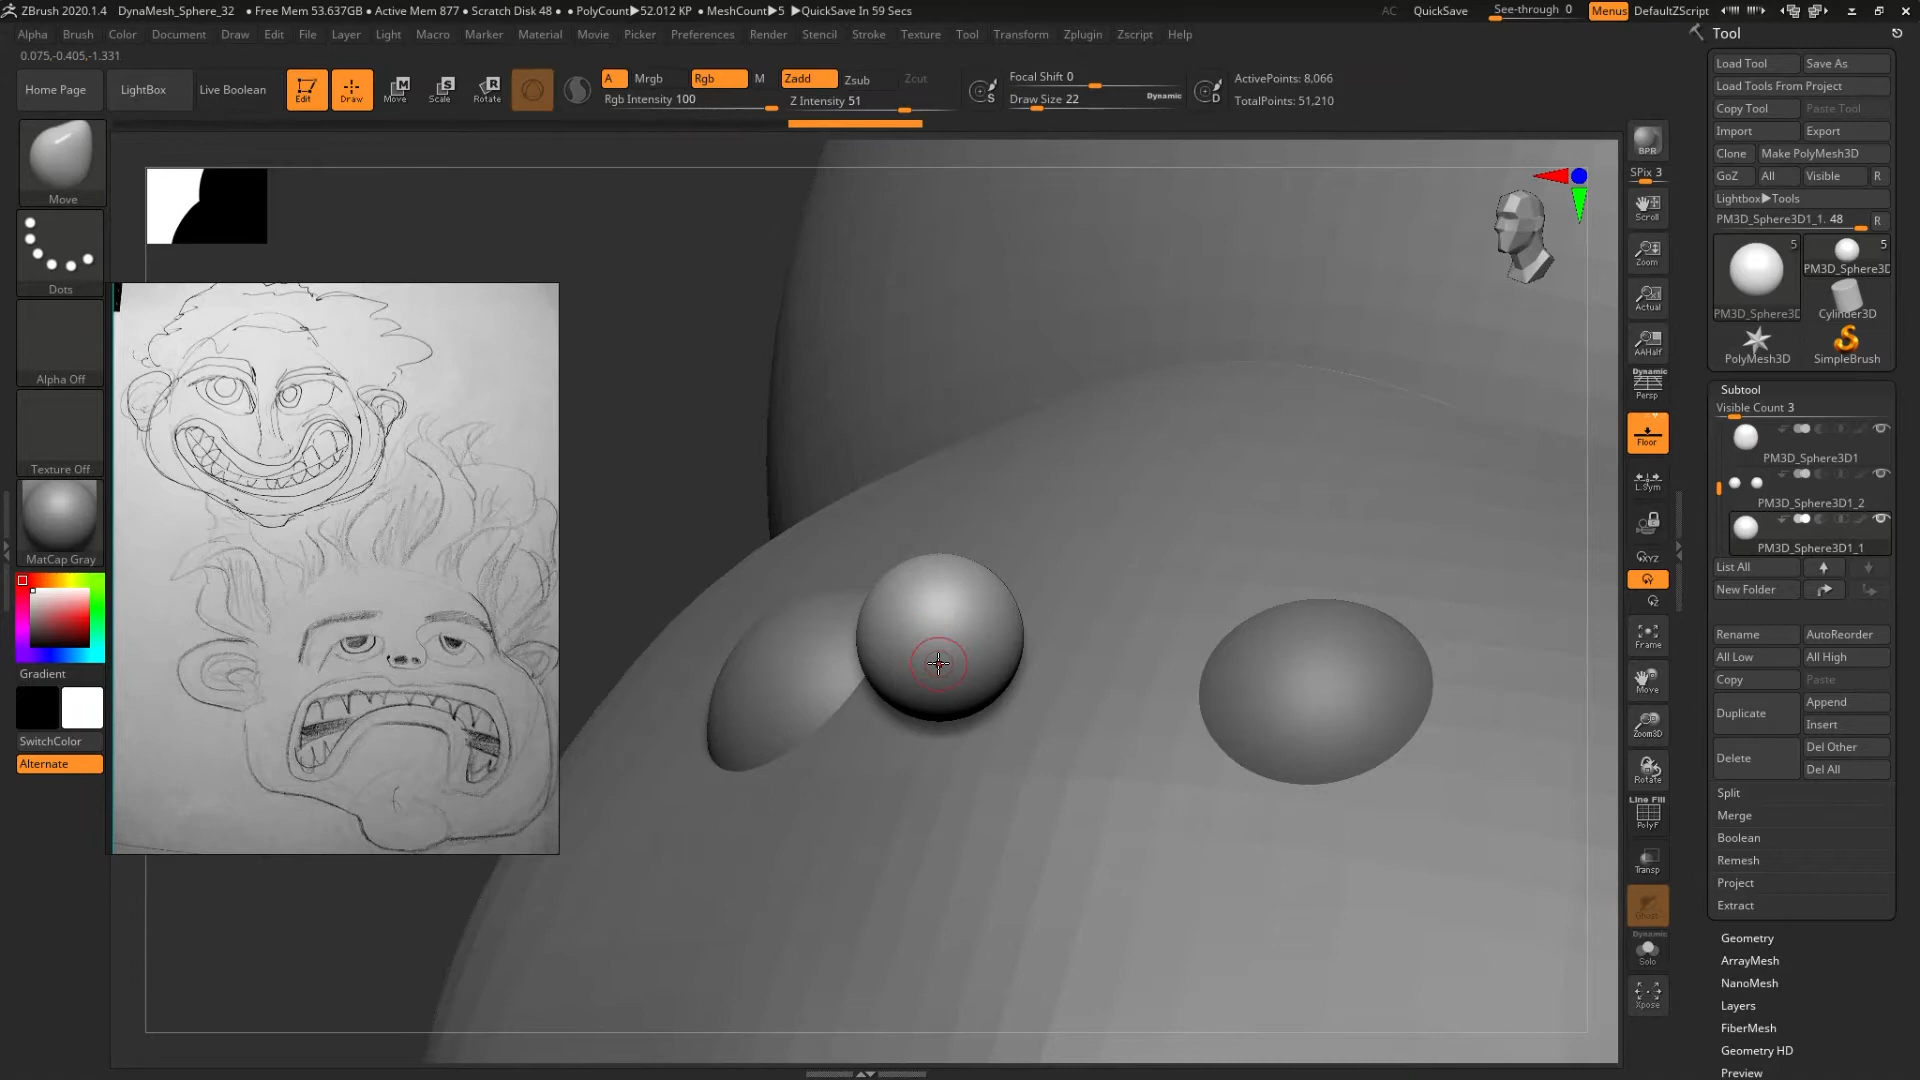 ZBrush 2020.1.4 DynaMesh_Sphere_32 • Free Mem 53.637GB • Active Mem 877 • Scratch Disk 48 • • PolyCount▶52.012 KP • MeshCount▶5 ▶QuickSave In 59 Secs AC QuickSave See-through 0 Menus DefaultZScript
Alpha Brush Color Document Draw Edit File Layer Light Macro Marker Material Movie Picker Preferences Render Stencil Stroke Texture Tool Transform Zplugin Zscript Help
0.075,-0.405,-1.331
Home Page LightBox Live Boolean Edit Draw Move Scale Rotate
A Mrgb Rgb M Zadd Zsub Zcut
Rgb Intensity 100 Z Intensity 51
Focal Shift 0
Draw Size 22 Dynamic
S D
ActivePoints: 8,066
TotalPoints: 51,210
Move
Dots
Alpha Off
Texture Off
MatCap Gray
Gradient
SwitchColor
Alternate
BPR
SPix 3
Scroll
Zoom
Actual
AAHalf
Dynamic
Persp
Floor
L.Sym
XYZ
Y
Z
Frame
Move
Zoom3D
Rotate
Line Fill
PolyF
Transp
Ghost
Dynamic
Solo
Xpose
Tool
Load Tool Save As
Load Tools From Project
Copy Tool Paste Tool
Import Export
Clone Make PolyMesh3D
GoZ All Visible R
Lightbox▶Tools
PM3D_Sphere3D1_1. 48 R
5 5
PM3D_Sphere3D
PM3D_Sphere3D Cylinder3D
PolyMesh3D SimpleBrush
Subtool
Visible Count 3
PM3D_Sphere3D1
PM3D_Sphere3D1_2
PM3D_Sphere3D1_1
List All
New Folder
Rename AutoReorder
All Low All High
Copy Paste
Duplicate Append
Insert
Delete Del Other
Del All
Split
Merge
Boolean
Remesh
Project
Extract
Geometry
ArrayMesh
NanoMesh
Layers
FiberMesh
Geometry HD
Preview